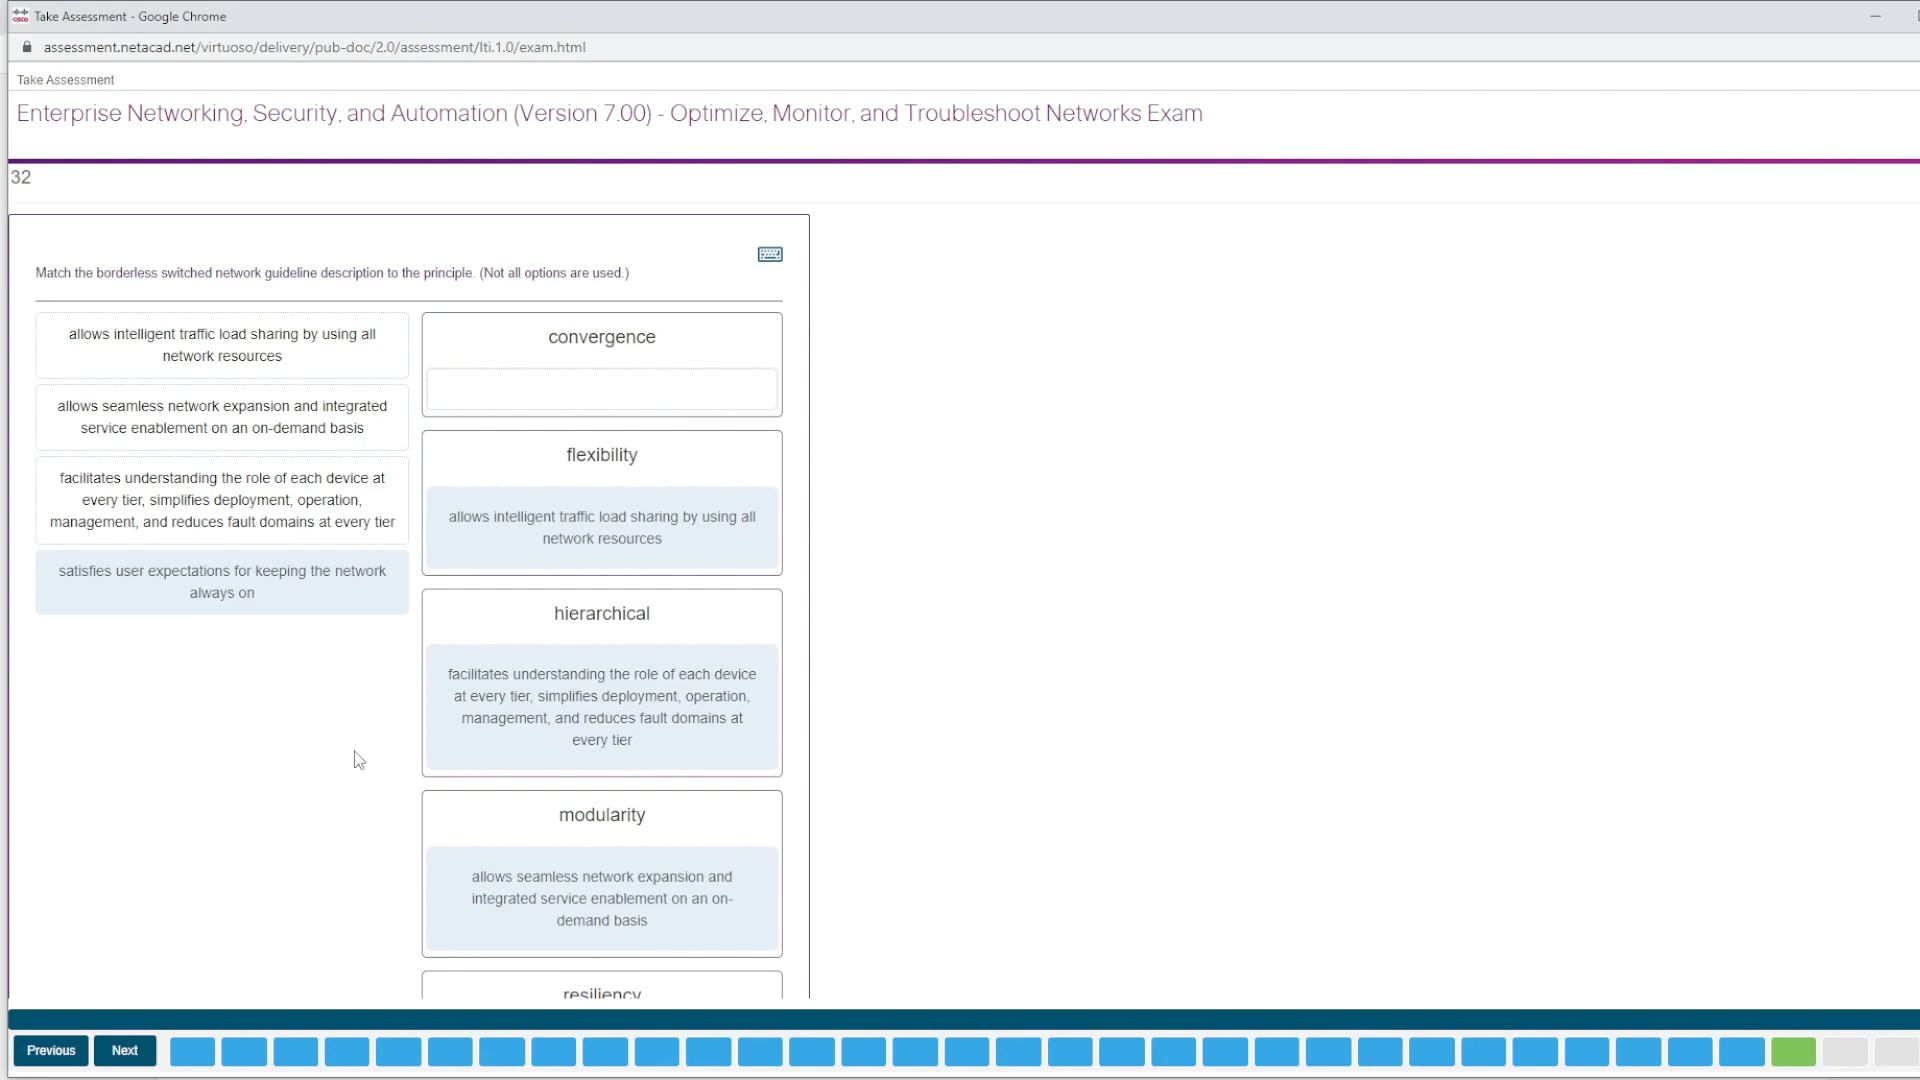 CISCO
Take Assessment - Google Chrome
assessment.netacad.net/virtuoso/delivery/pub-doc/2.0/assessment/lti.1.0/exam.html
Take Assessment
Enterprise Networking, Security, and Automation (Version 7.00) - Optimize, Monitor, and Troubleshoot Networks Exam
32
Match the borderless switched network guideline description to the principle. (Not all options are used.)
allows intelligent traffic load sharing by using all
network resources
allows seamless network expansion and integrated
service enablement on an on-demand basis
facilitates understanding the role of each device at
every tier, simplifies deployment, operation,
management, and reduces fault domains at every tier
satisfies user expectations for keeping the network
always on
convergence
flexibility
allows intelligent traffic load sharing by using all
network resources
hierarchical
facilitates understanding the role of each device
at every tier, simplifies deployment, operation,
management, and reduces fault domains at
every tier
modularity
allows seamless network expansion and
integrated service enablement on an on-
demand basis
resiliency
Previous
Next